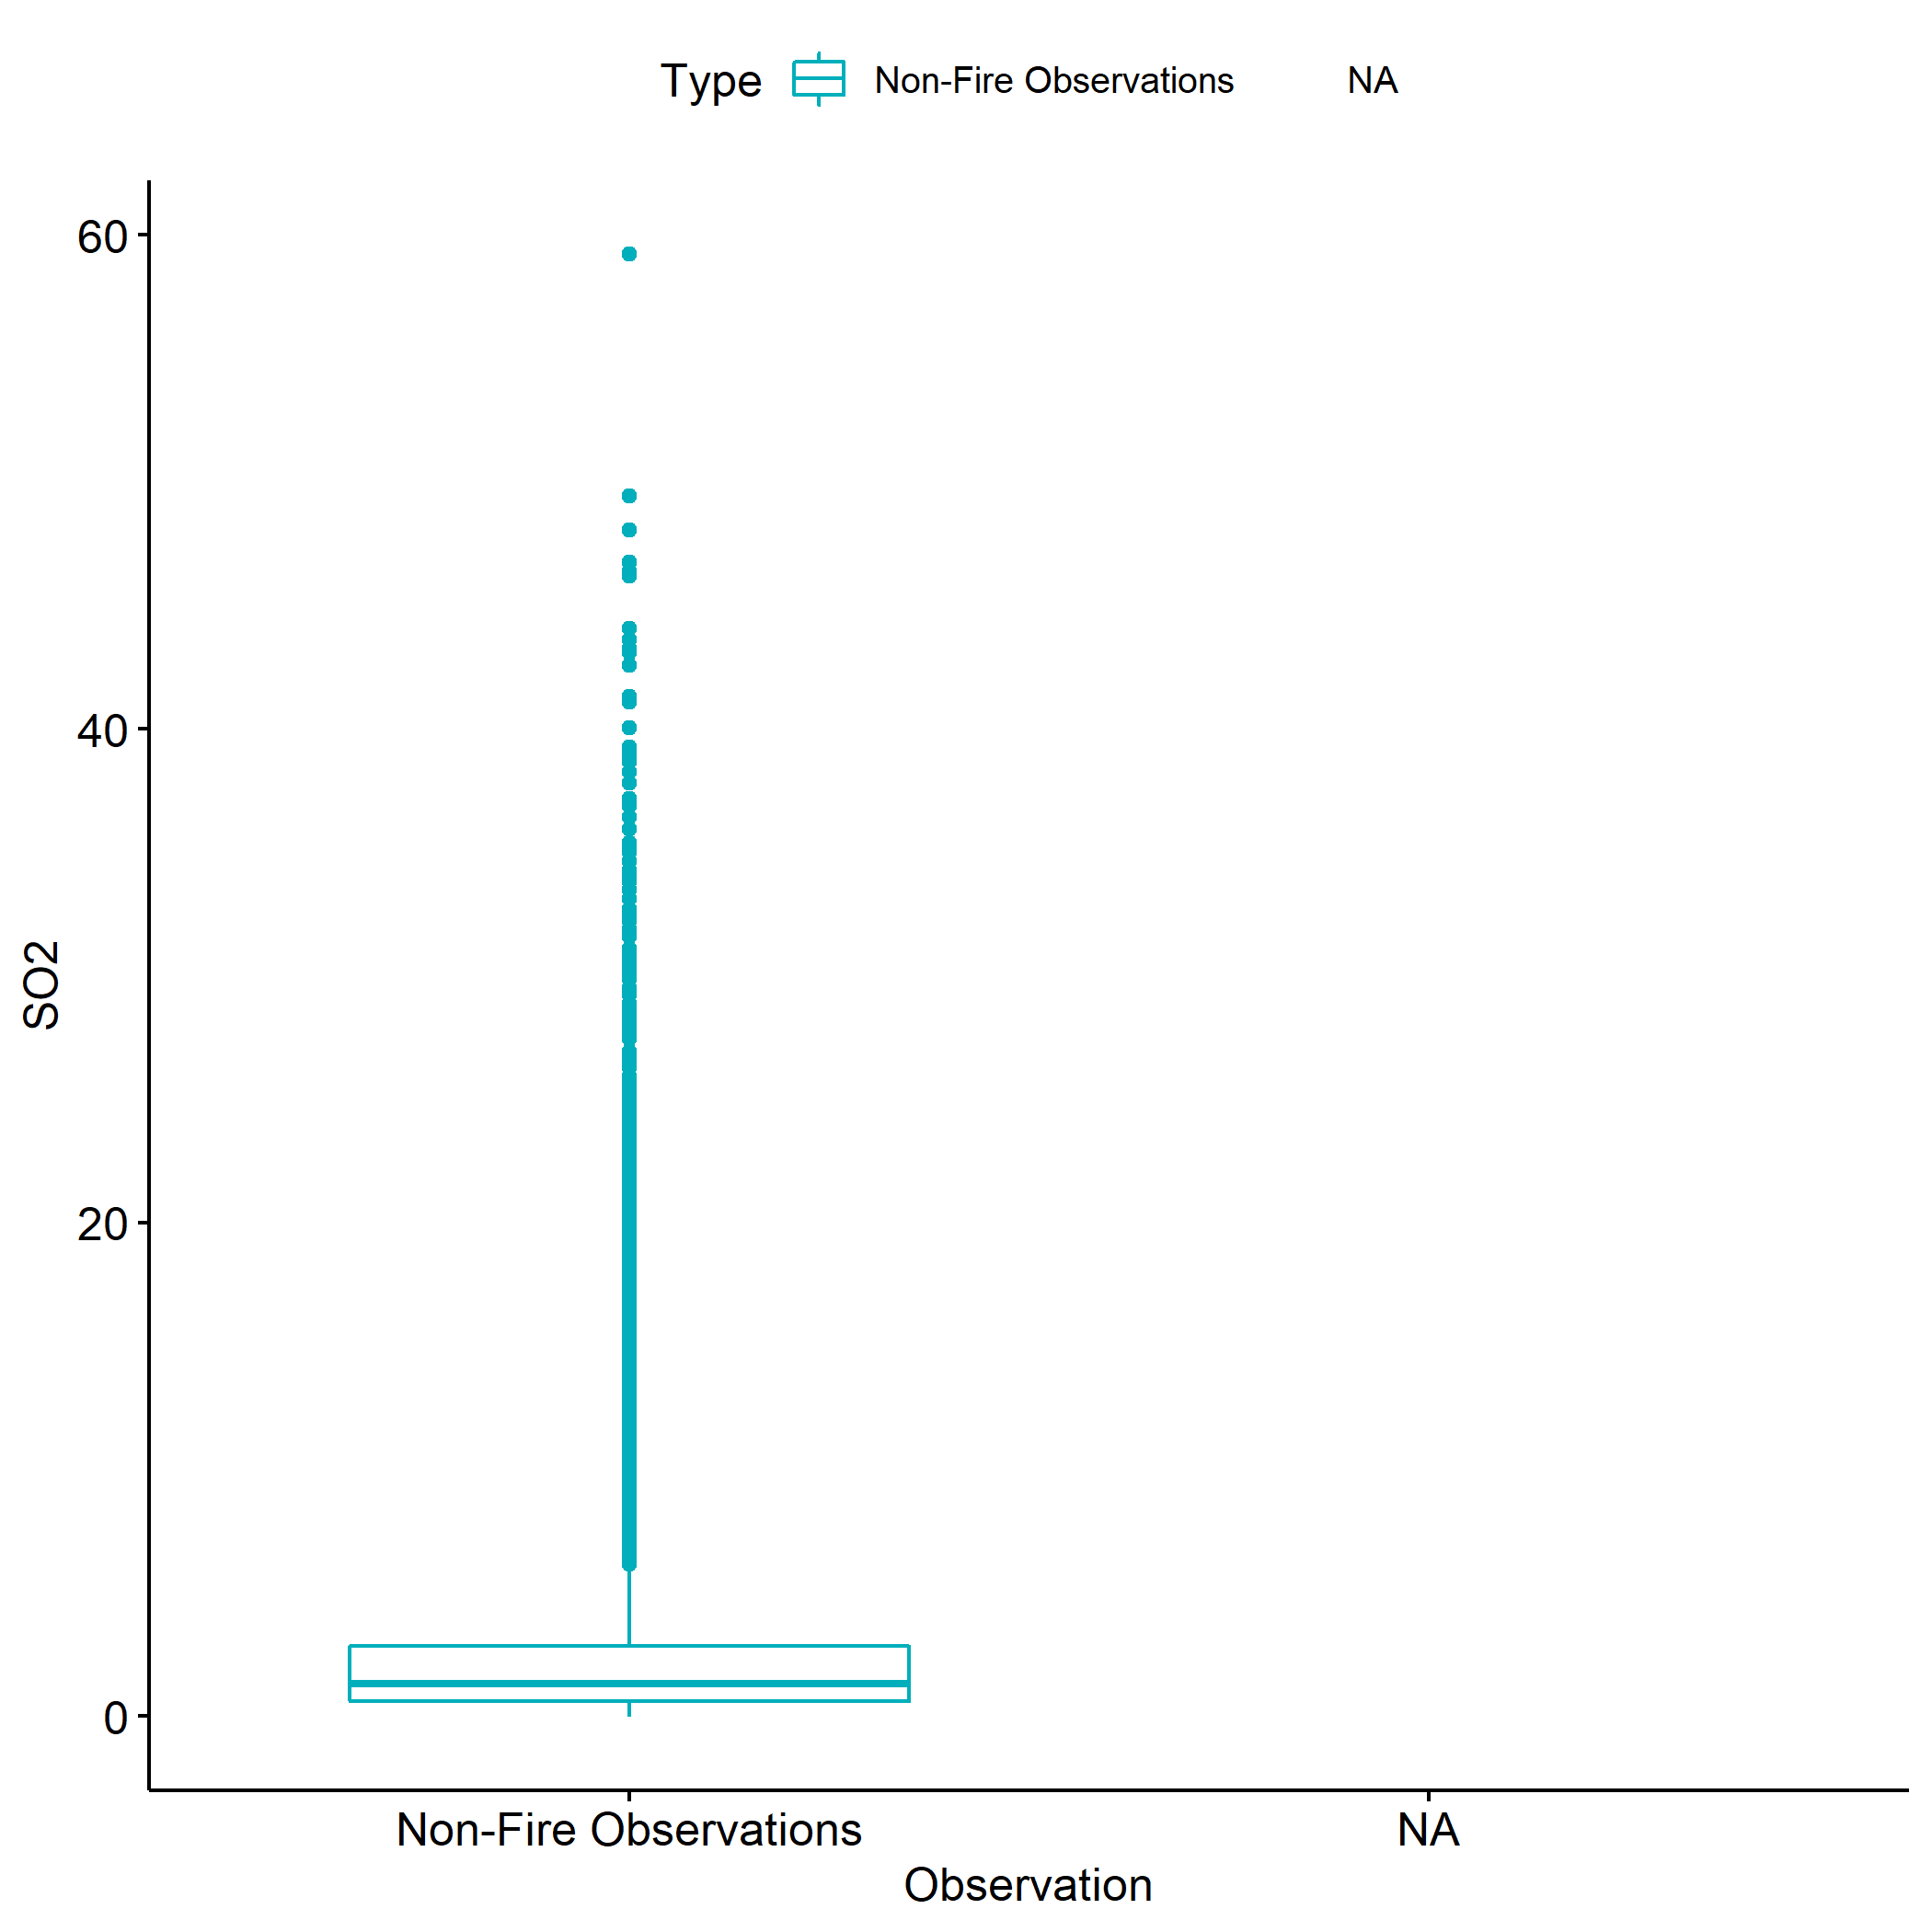 Type Non-Fire Observations NA
60
40
20
0
SO2
Non-Fire Observations NA
Observation